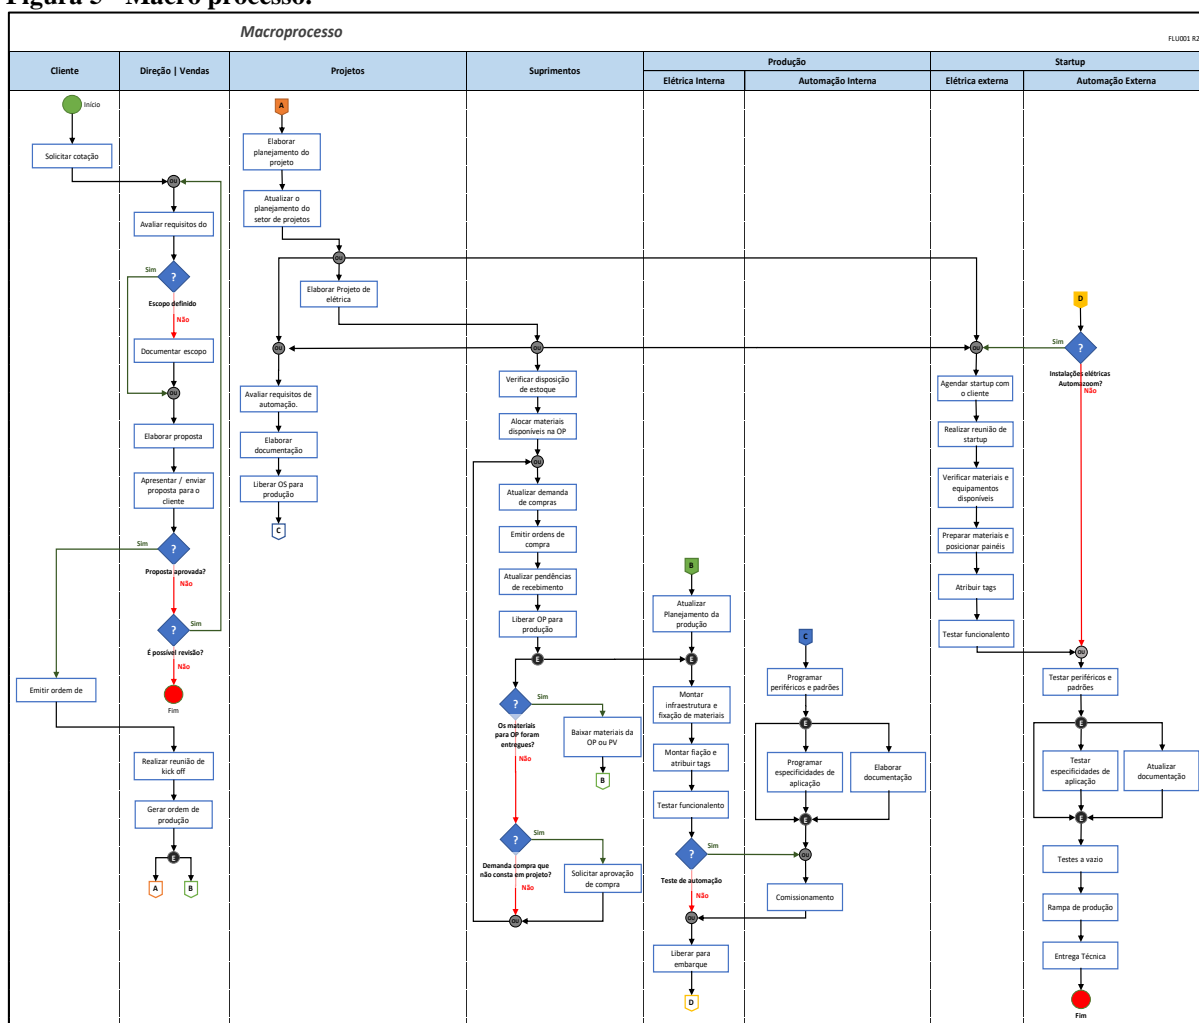 Figura 5 - Macro processo.
Macroprocesso
FLU001 R2
Cliente
Direção | Vendas
Projetos
Suprimentos
Produção
Elétrica Interna
Automação Interna
Startup
Elétrica externa
Automação Externa
Início
Solicitar cotação
OU
Avaliar requisitos do
?
Sim
Escopo definido
Não
Documentar escopo
OU
Elaborar proposta
Apresentar / enviar
proposta para o
cliente
?
Sim
Proposta aprovada?
Não
?
Sim
É possível revisão?
Não
Fim
Emitir ordem de
Realizar reunião de
kick off
Gerar ordem de
produção
E
A
B
A
Elaborar
planejamento do
projeto
Atualizar o
planejamento do
setor de projetos
OU
Elaborar Projeto de
elétrica
OU
Avaliar requisitos de
automação.
Elaborar
documentação
Liberar OS para
produção
C
OU
Verificar disposição
de estoque
Alocar materiais
disponíveis na OP
OU
Atualizar demanda
de compras
Emitir ordens de
compra
Atualizar pendências
de recebimento
Liberar OP para
produção
E
?
Sim
Os materiais
para OP foram
entregues?
Não
Baixar materiais da
OP ou PV
B
?
Sim
Demanda compra que
não consta em projeto?
Não
Solicitar aprovação
de compra
OU
B
Atualizar
Planejamento da
produção
E
Montar
infraestrutura e
fixação de materiais
Montar fiação e
atribuir tags
Testar funcionalento
?
Sim
Teste de automação
Não
OU
Liberar para
embarque
D
C
Programar
periféricos e padrões
E
Programar
especificidades de
aplicação
Elaborar
documentação
E
OU
Comissionamento
OU
Agendar startup com
o cliente
Realizar reunião de
startup
Verificar materiais e
equipamentos
disponíveis
Preparar materiais e
posicionar painéis
Atribuir tags
Testar funcionalento
D
?
Sim
Instalações elétricas
Automazoom?
Não
OU
Testar periféricos e
padrões
E
Testar
especificidades de
aplicação
Atualizar
documentação
E
Testes a vazio
Rampa de produção
Entrega Técnica
Fim